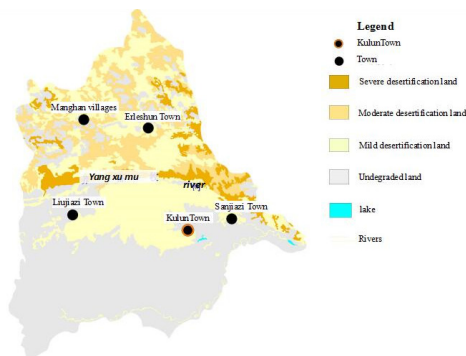 Legend
KulunTown
Town
Severe desertification land
Moderate desertification land
Mild desertification land
Undegraded land
lake
Rivers
Manghan villages
Erleshun Town
Yang xu mu
river
Liujiazi Town
Sanjiazi Town
KulunTown